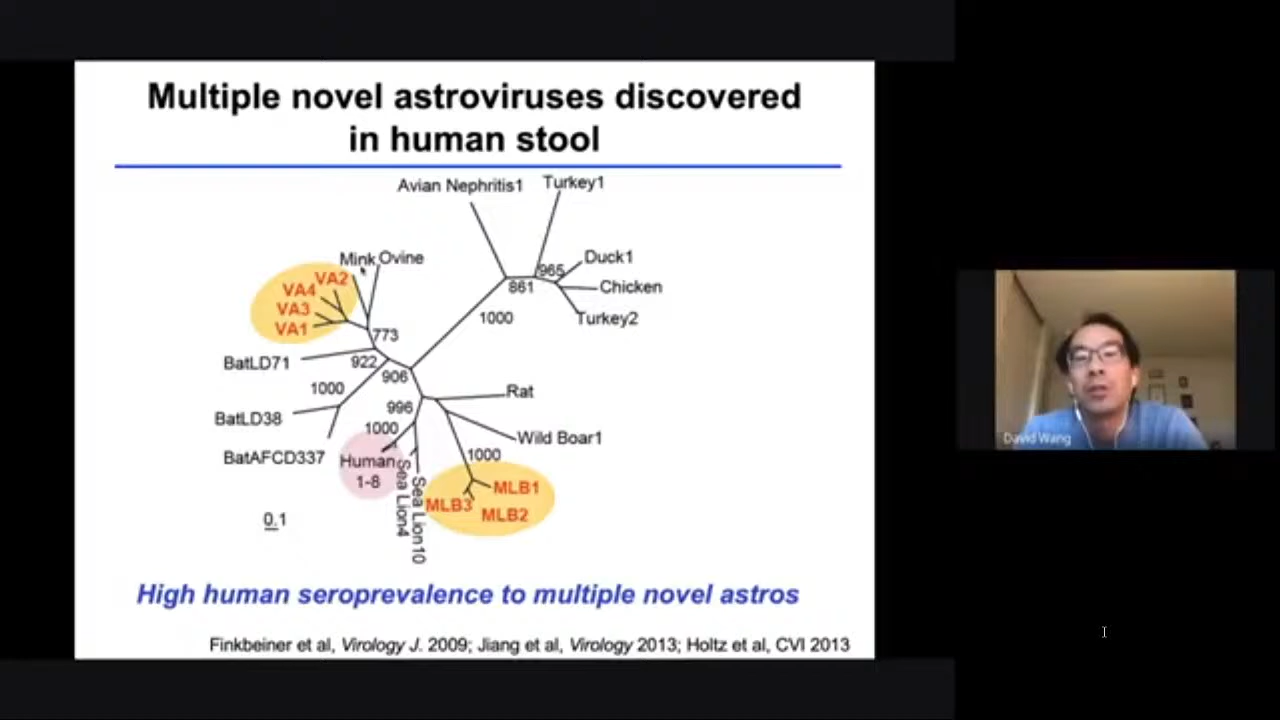 Multiple novel astroviruses discovered
in human stool
Avian Nephritis1
Turkey1
Mink
Ovine
VA2
VA4
VA3
VA1
965
Duck1
861
Chicken
1000
Turkey2
773
BatLD71
922
906
1000
Rat
BatLD38
996
1000
Wild Boar1
BatAFCD337
Human
1-8
Sea Lion4
Sea Lion10
1000
MLB1
MLB3
MLB2
0.1
High human seroprevalence to multiple novel astros
Finkbeiner et al, Virology J. 2009; Jiang et al, Virology 2013; Holtz et al, CVI 2013
David Wang